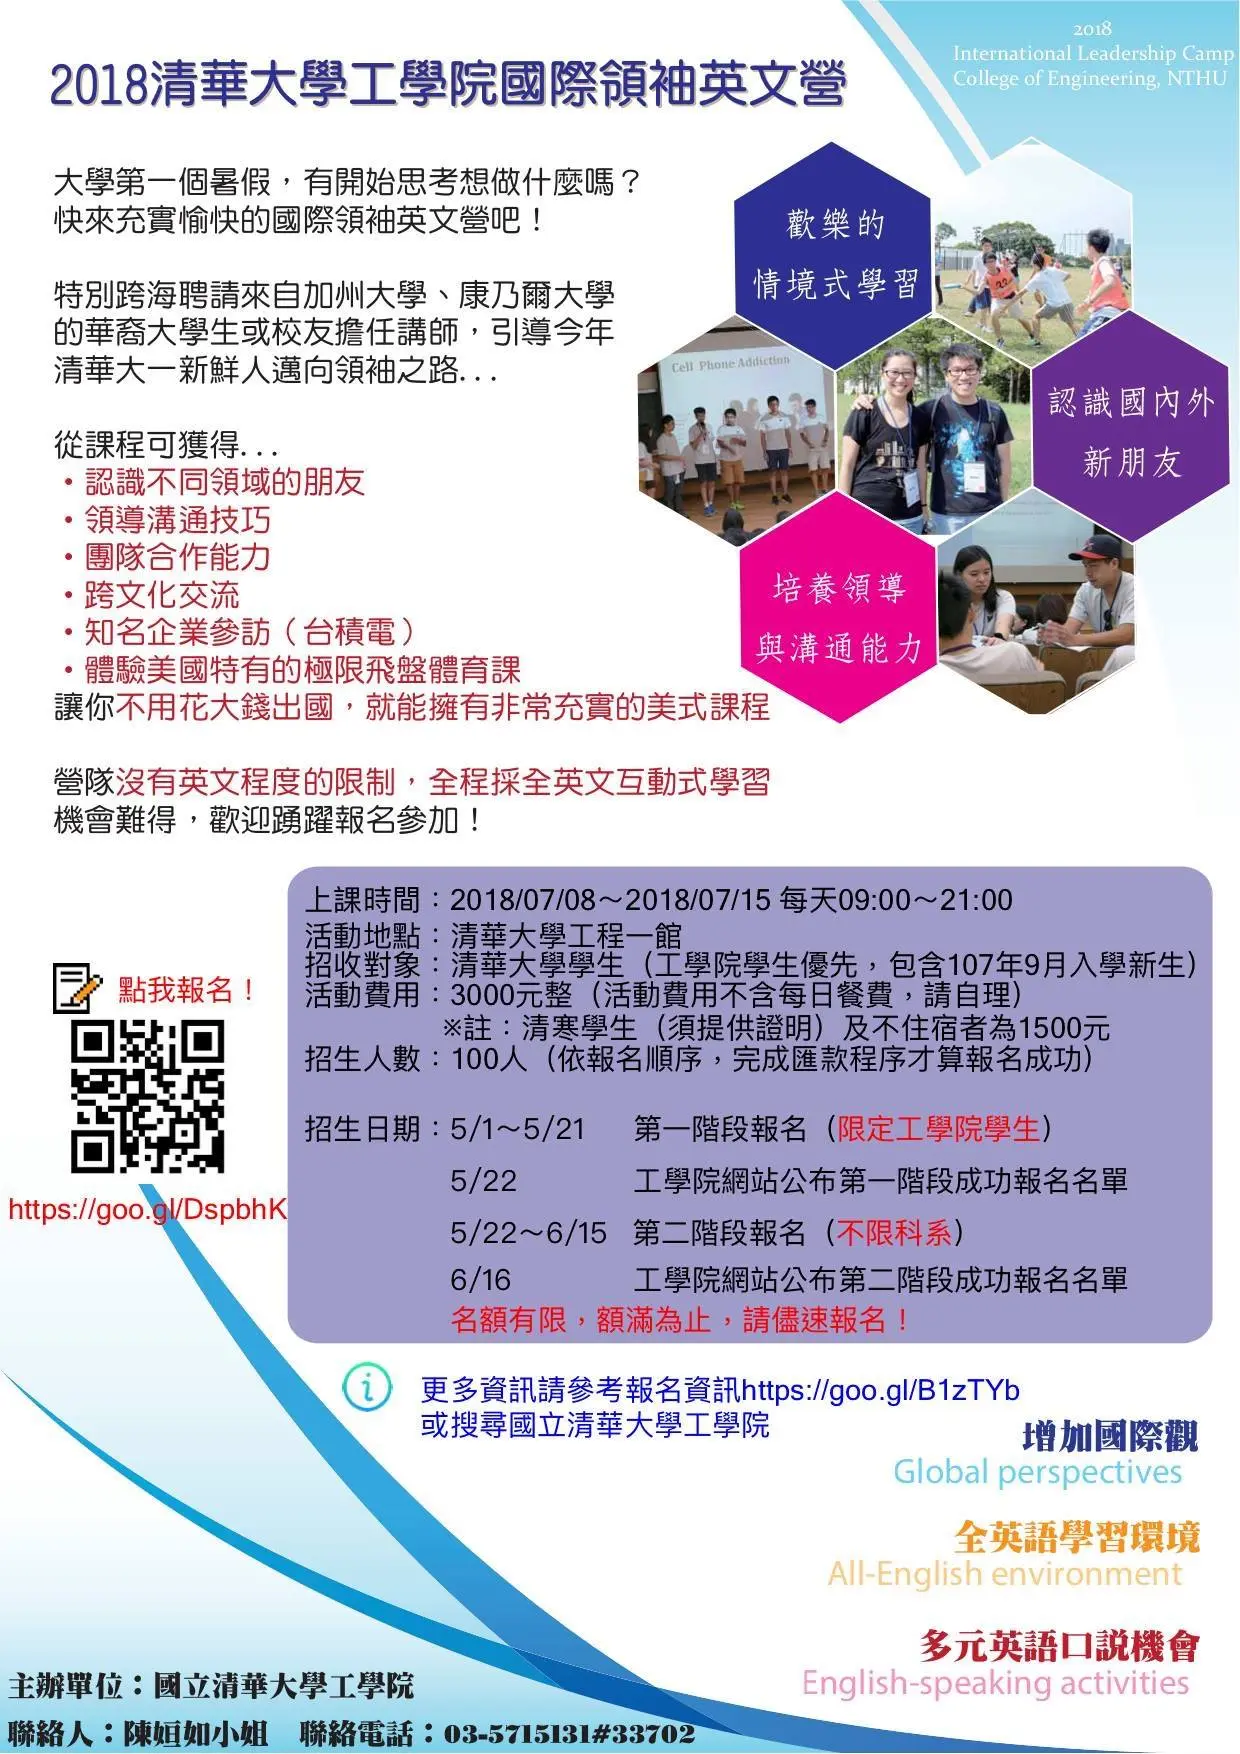 2018
International Leadership Camp
College of Engineering, NTHU
2018清華大學工學院國際領袖英文營
大學第一個暑假，有開始思考想做什麼嗎？
快來充實愉快的國際領袖英文營吧！
特別跨海聘請來自加州大學、康乃爾大學
的華裔大學生或校友擔任講師，引導今年
清華大一新鮮人邁向領袖之路...
從課程可獲得...
・認識不同領域的朋友
・領導溝通技巧
・團隊合作能力
・跨文化交流
・知名企業參訪（台積電）
・體驗美國特有的極限飛盤體育課
讓你不用花大錢出國，就能擁有非常充實的美式課程
營隊沒有英文程度的限制，全程採全英文互動式學習
機會難得，歡迎踴躍報名參加！
歡樂的
情境式學習
Cell Phone Addiction
認識國內外
新朋友
培養領導
與溝通能力
上課時間：2018/07/08～2018/07/15 每天09:00～21:00
活動地點：清華大學工程一館
招收對象：清華大學學生（工學院學生優先，包含107年9月入學新生）
活動費用：3000元整（活動費用不含每日餐費，請自理）
※註：清寒學生（須提供證明）及不住宿者為1500元
招生人數：100人（依報名順序，完成匯款程序才算報名成功）
招生日期：5/1～5/21 第一階段報名（限定工學院學生）
5/22 工學院網站公布第一階段成功報名名單
5/22～6/15 第二階段報名（不限科系）
6/16 工學院網站公布第二階段成功報名名單
名額有限，額滿為止，請儘速報名！
點我報名！
https://goo.gl/DspbhK
更多資訊請參考報名資訊https://goo.gl/B1zTYb
或搜尋國立清華大學工學院
增加國際觀
Global perspectives
全英語學習環境
All-English environment
多元英語口說機會
English-speaking activities
主辦單位：國立清華大學工學院
聯絡人：陳姮如小姐 聯絡電話：03-5715131#33702